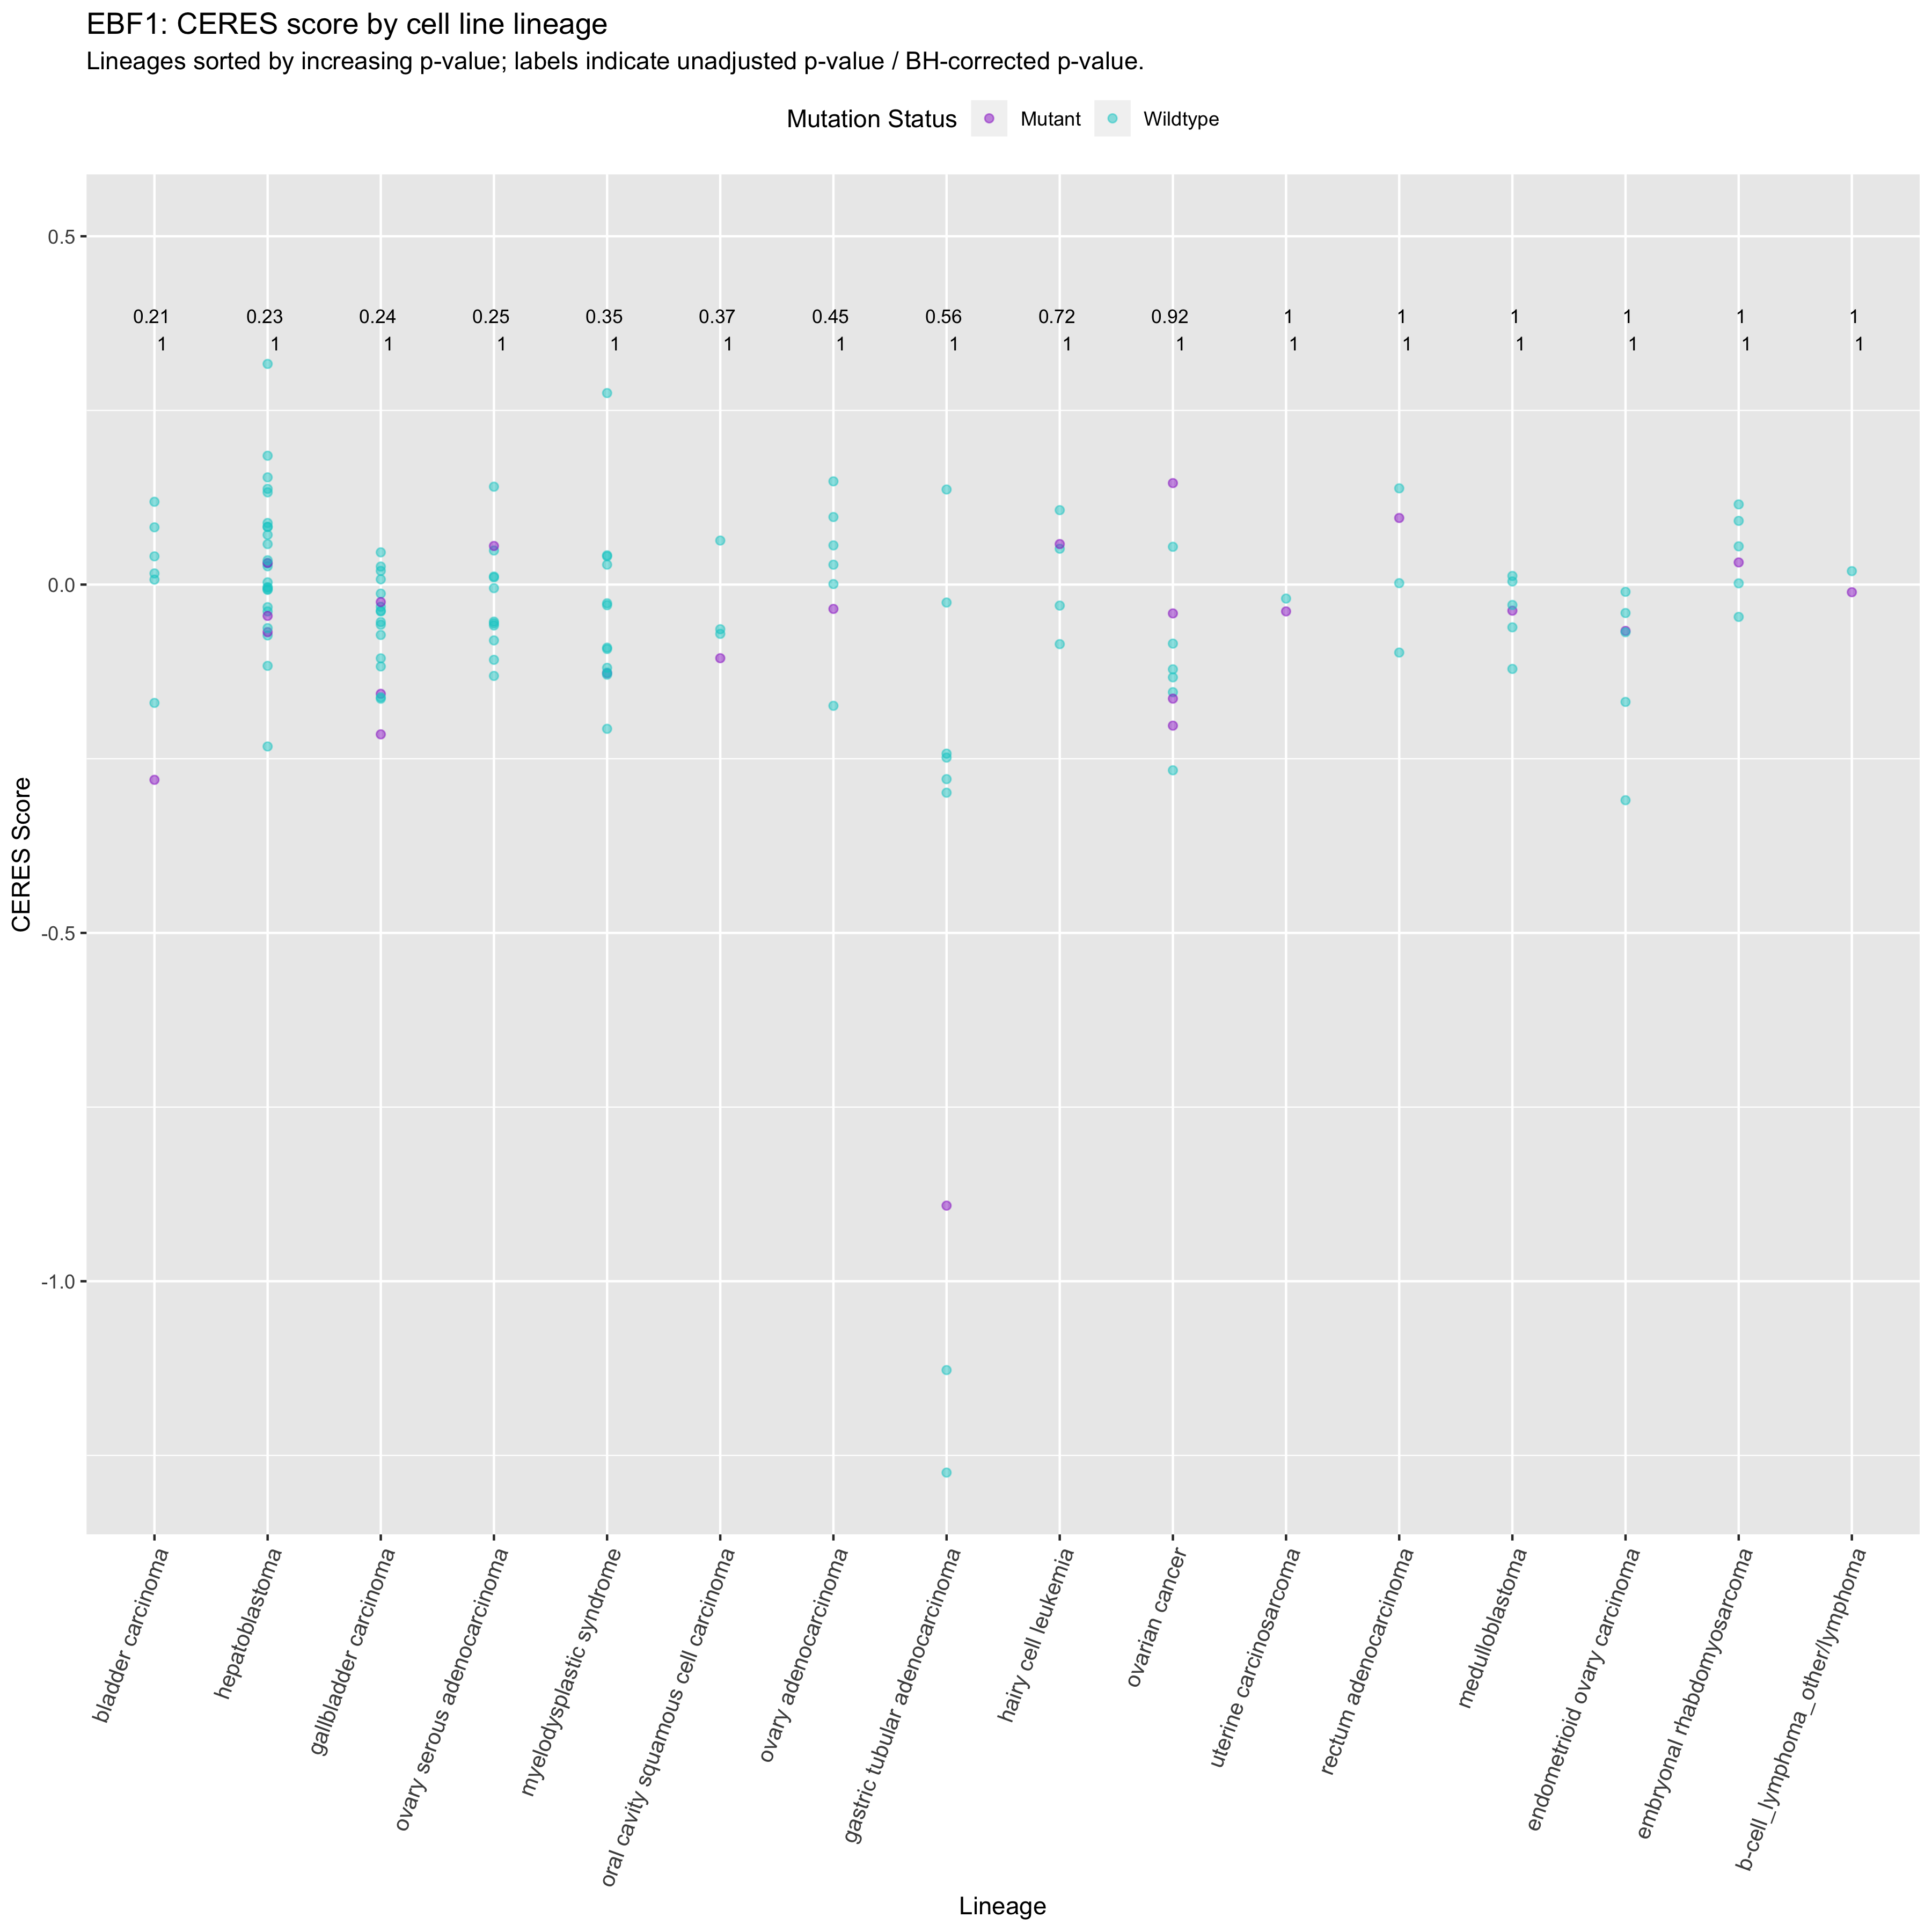 EBF1: CERES score by cell line lineage
Lineages sorted by increasing p-value; labels indicate unadjusted p-value / BH-corrected p-value.
Mutation Status Mutant Wildtype
0.5
0.21 0.23 0.24 0.25 0.35 0.37 0.45 0.56 0.72 0.92 1 1 1 1 1 1
1 1 1 1 1 1 1 1 1 1 1 1 1 1 1 1
0.0
-0.5
-1.0
CERES Score
bladder carcinoma
hepatoblastoma
gallbladder carcinoma
ovary serous adenocarcinoma
myelodysplastic syndrome
oral cavity squamous cell carcinoma
ovary adenocarcinoma
gastric tubular adenocarcinoma
hairy cell leukemia
ovarian cancer
uterine carcinosarcoma
rectum adenocarcinoma
medulloblastoma
endometrioid ovary carcinoma
embryonal rhabdomyosarcoma
b-cell_lymphoma_other/lymphoma
Lineage